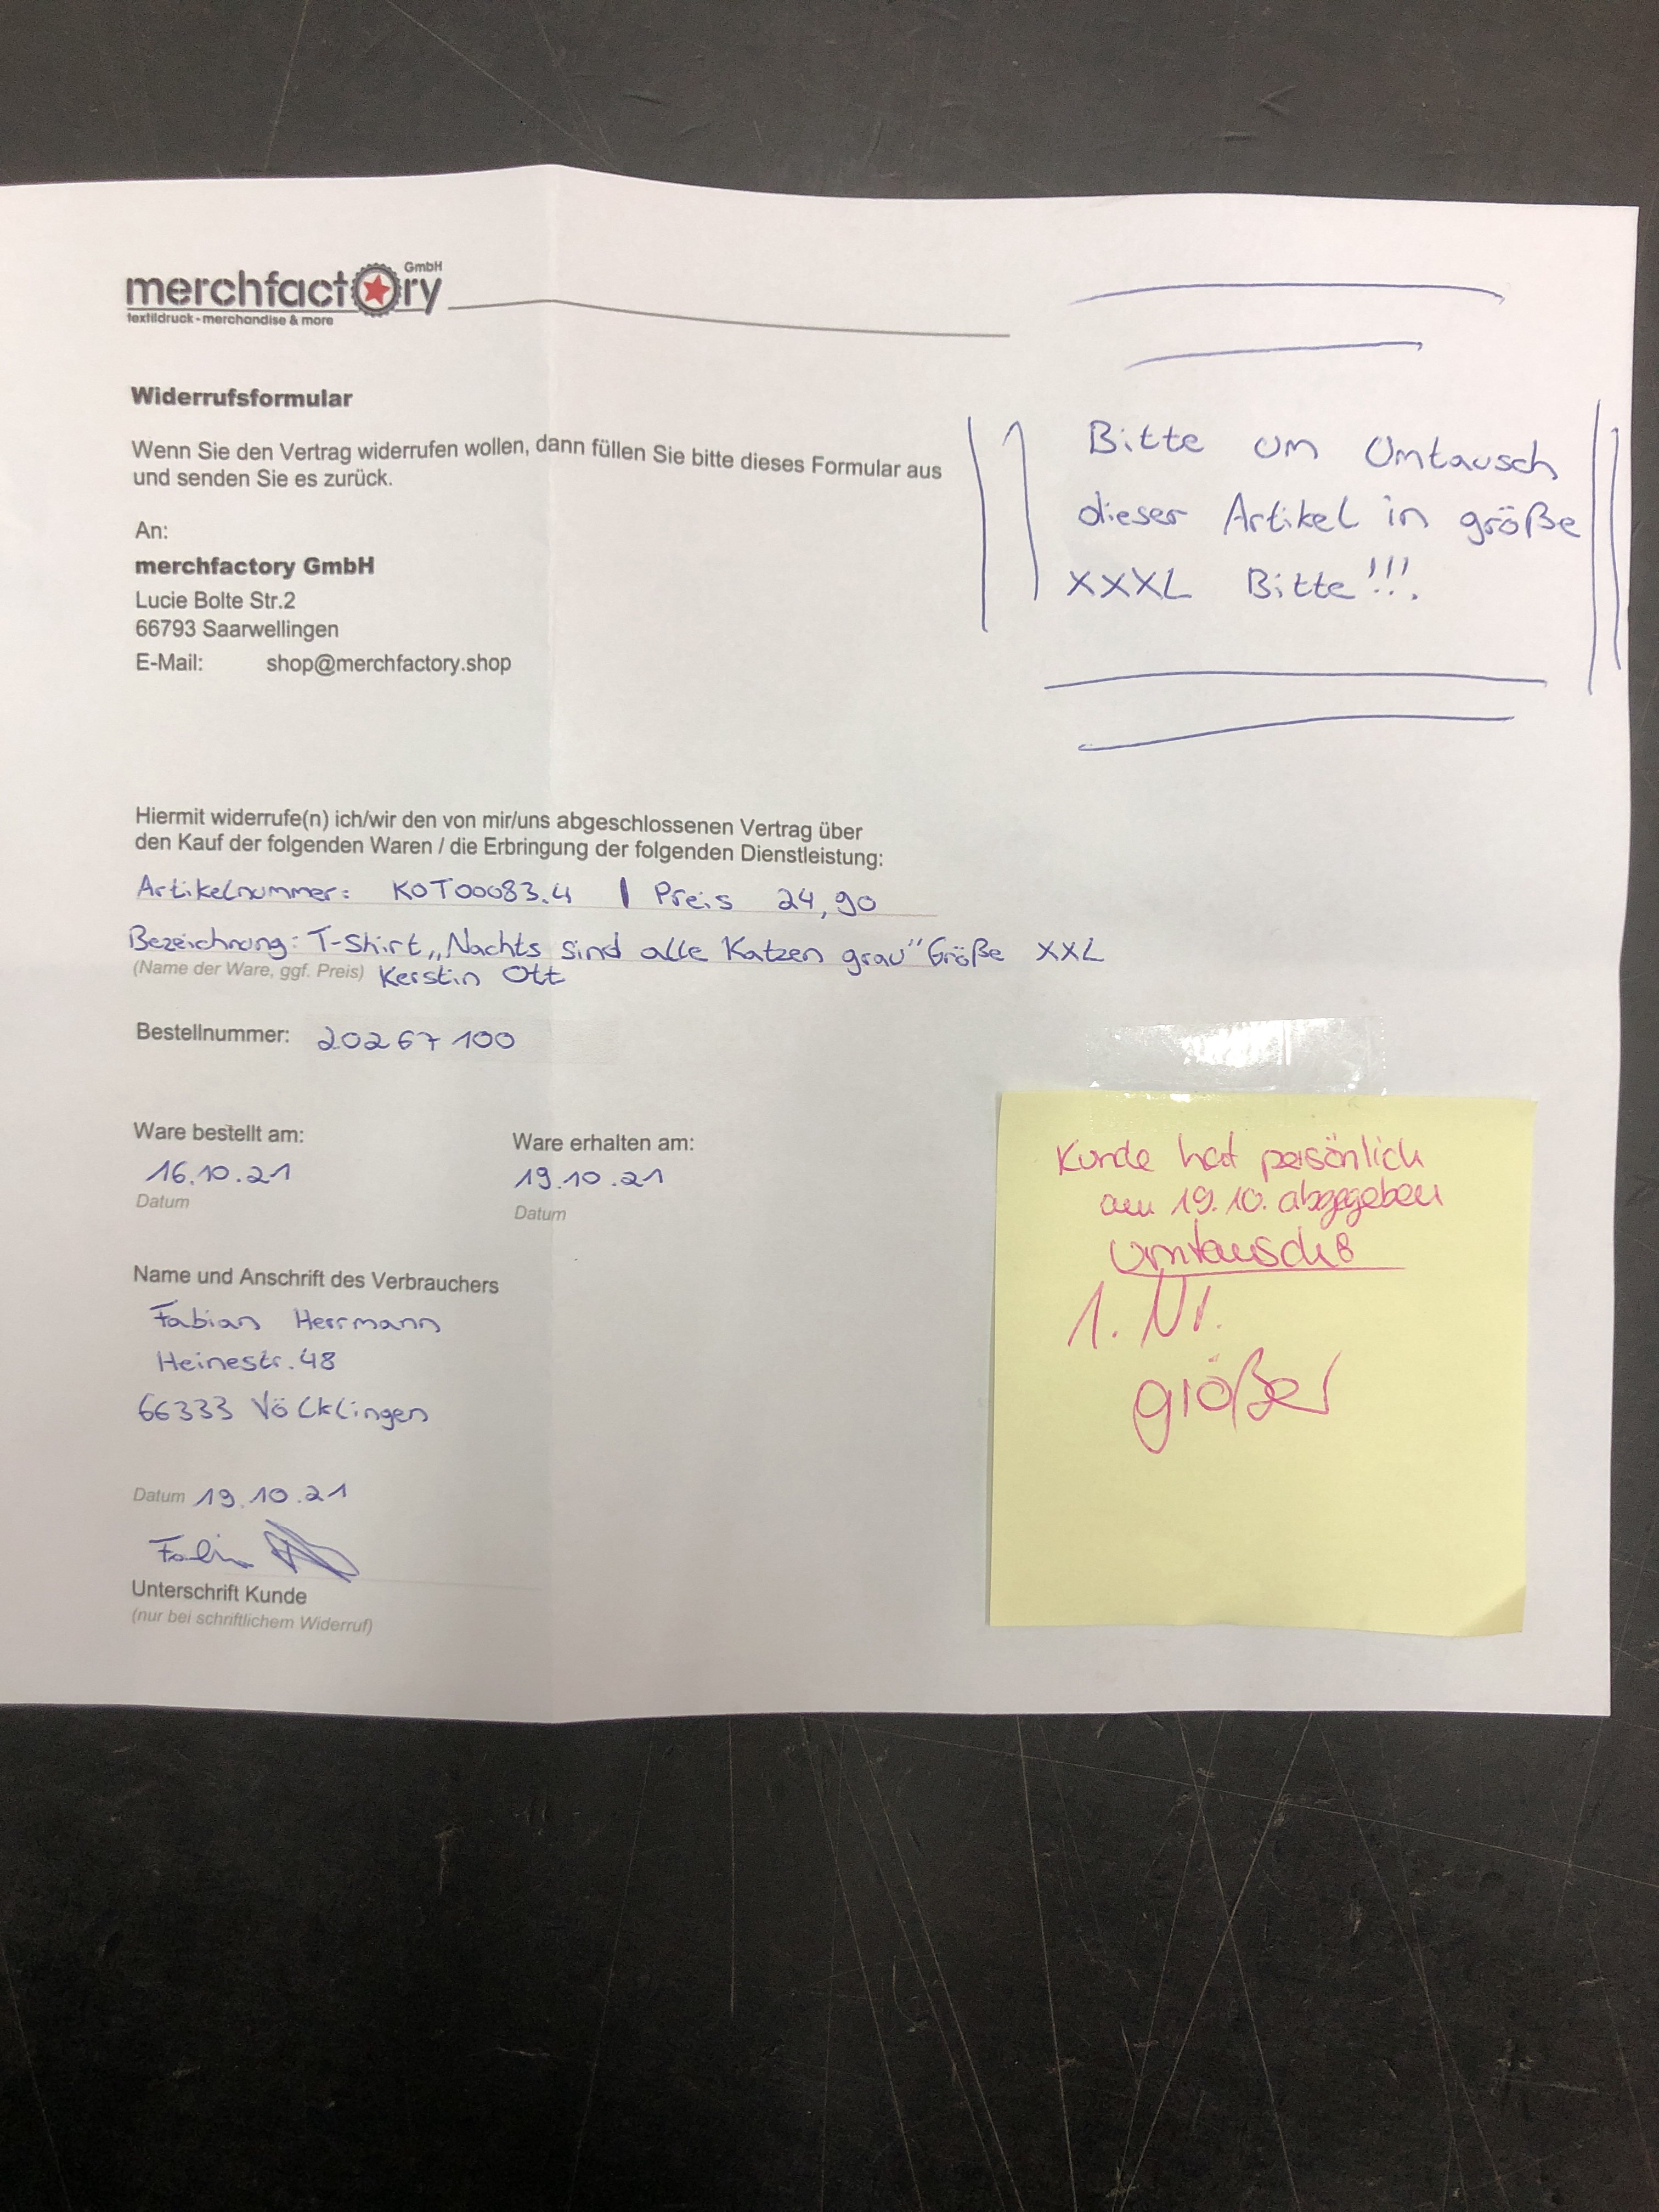 merchfactory GmbH
textildruck - merchandise & more
Widerrufsformular
Wenn Sie den Vertrag widerrufen wollen, dann füllen Sie bitte dieses Formular aus
und senden Sie es zurück.
An:
merchfactory GmbH
Lucie Bolte Str.2
66793 Saarwellingen
E-Mail: shop@merchfactory.shop
Bitte um Umtausch
dieser Artikel in größe
XXXL Bitte!!!.
Hiermit widerrufe(n) ich/wir den von mir/uns abgeschlossenen Vertrag über
den Kauf der folgenden Waren / die Erbringung der folgenden Dienstleistung:
Artikelnummer: KOT00083.4 | Preis 24,90
Bezeichnung: T-Shirt „Nachts sind alle Katzen grau" Größe XXL
(Name der Ware, ggf. Preis) Kerstin Ott
Bestellnummer: 20267100
Ware bestellt am:
16.10.21
Datum
Ware erhalten am:
19.10.21
Datum
Name und Anschrift des Verbrauchers
Fabian Herrmann
Heinestr. 48
66333 Völcklingen
Datum 19.10.21
Unterschrift Kunde
(nur bei schriftlichem Widerruf)
Kunde hat persönlich
am 19.10. abgegeben
Umtausch
1. Nr.
größer